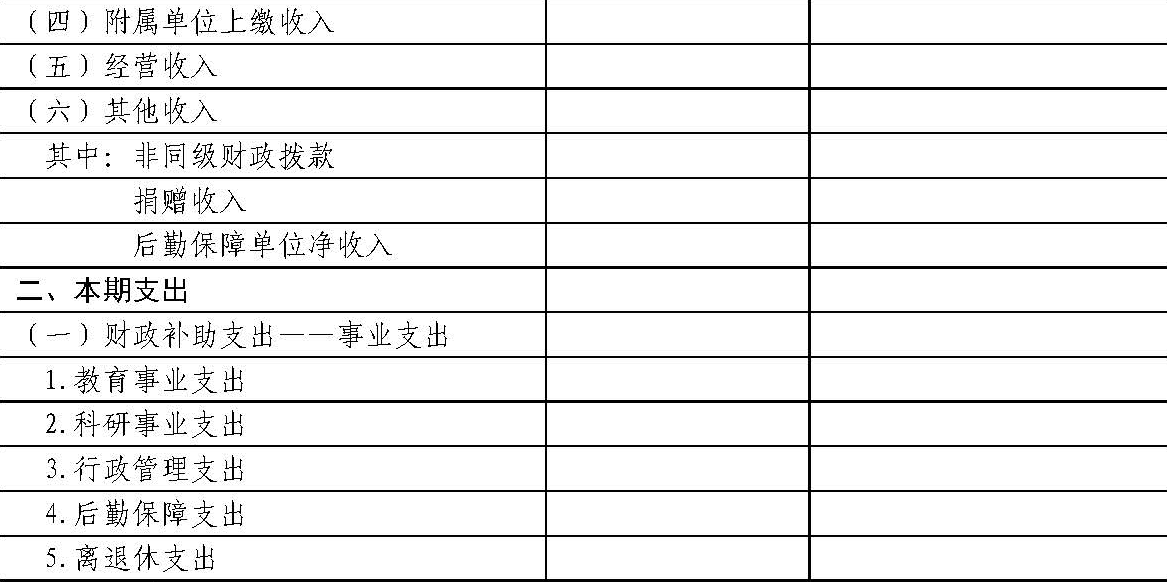 （四）附属单位上缴收入
（五）经营收入
（六）其他收入
其中：非同级财政拨款
捐赠收入
后勤保障单位净收入
二、本期支出
（一）财政补助支出——事业支出
1.教育事业支出
2.科研事业支出
3.行政管理支出
4.后勤保障支出
5.离退休支出